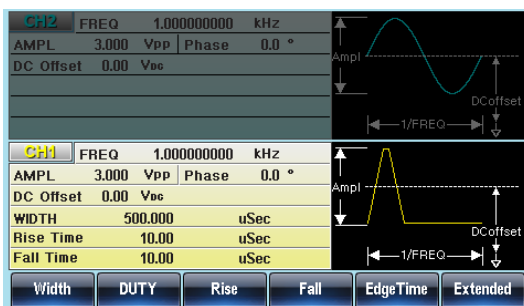 CH2 FREQ 1.000000000 kHz
AMPL 3.000 Vpp Phase 0.0 °
DC Offset 0.00 VDC
Ampl
DCoffset
1/FREQ
CH1 FREQ 1.000000000 kHz
AMPL 3.000 Vpp Phase 0.0 °
DC Offset 0.00 VDC
WIDTH 500.000 uSec
Rise Time 10.00 uSec
Fall Time 10.00 uSec
Ampl
DCoffset
1/FREQ
Width DUTY Rise Fall EdgeTime Extended